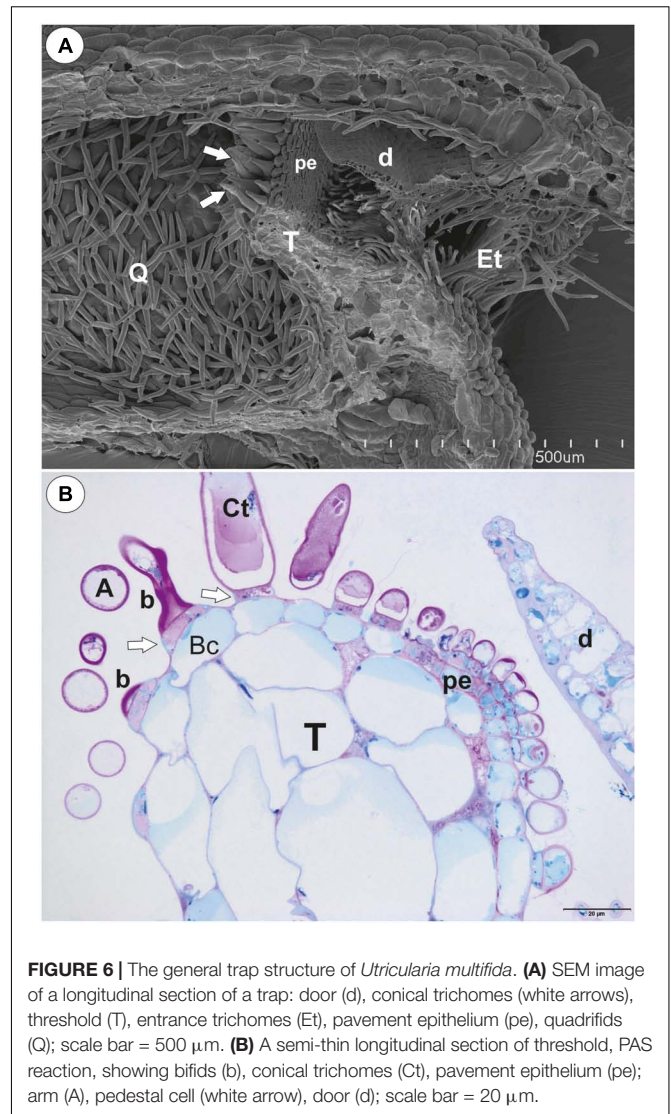 A
pe
d
T
Et
Q
500um
B
Ct
A
b
Bc
b
pe
d
T
20 µm
FIGURE 6 | The general trap structure of Utricularia multifida. (A) SEM image
of a longitudinal section of a trap: door (d), conical trichomes (white arrows),
threshold (T), entrance trichomes (Et), pavement epithelium (pe), quadrifids
(Q); scale bar = 500 µm. (B) A semi-thin longitudinal section of threshold, PAS
reaction, showing bifids (b), conical trichomes (Ct), pavement epithelium (pe);
arm (A), pedestal cell (white arrow), door (d); scale bar = 20 µm.